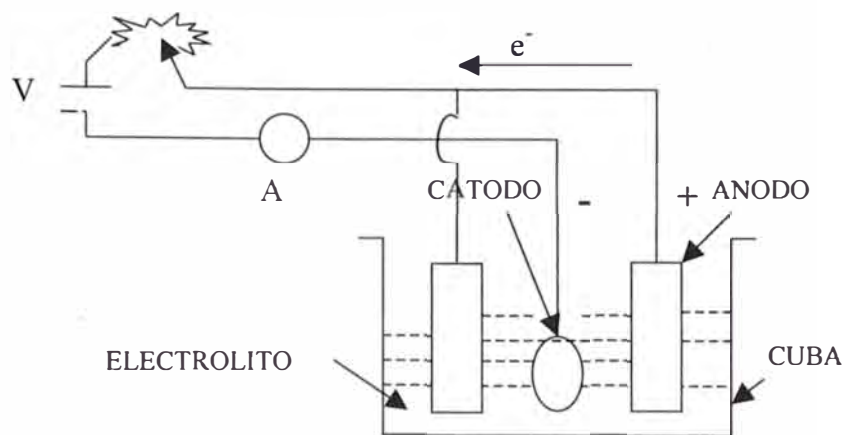 e⁻
V
A
CATODO
-
+ ANODO
ELECTROLITO
CUBA